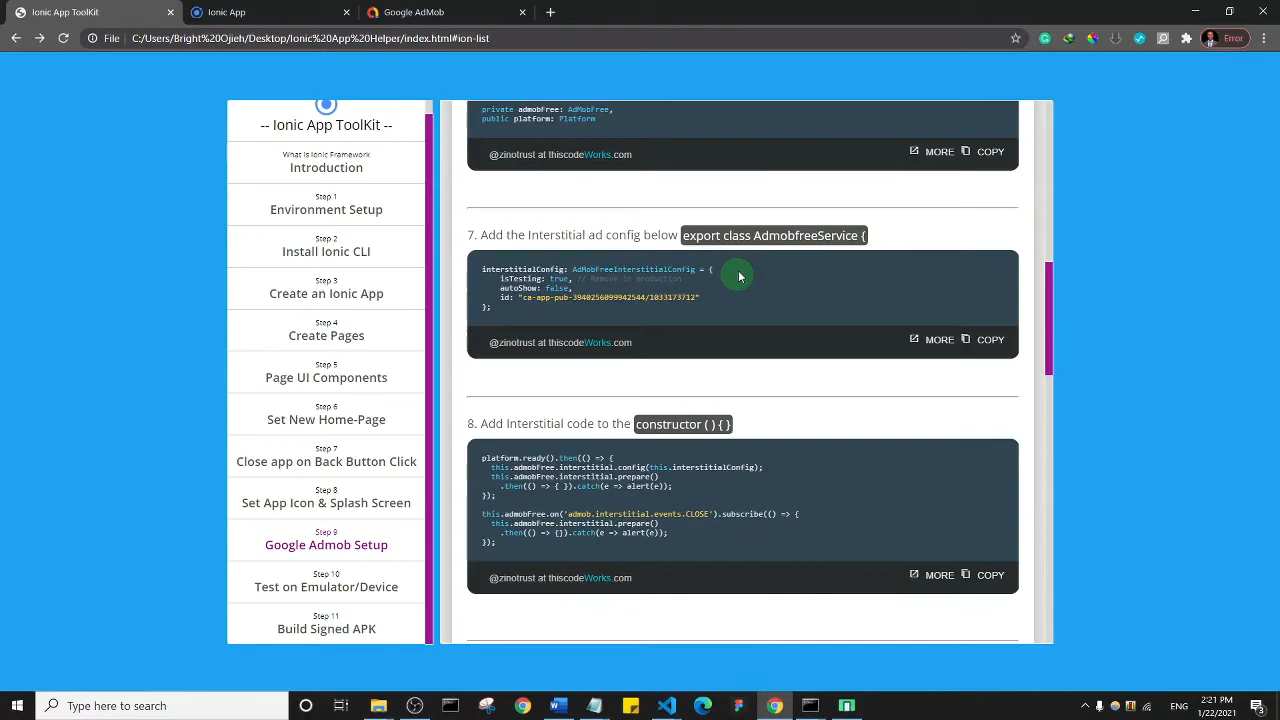 Ionic App ToolKit
Ionic App
Google AdMob
File
C:/Users/Bright%20Ojieh/Desktop/Ionic%20App%20Helper/index.html#ion-list
Error
-- Ionic App ToolKit --
What is Ionic Framework
Introduction
Step 1
Environment Setup
Step 2
Install Ionic CLI
Step 3
Create an Ionic App
Step 4
Create Pages
Step 5
Page UI Components
Step 6
Set New Home-Page
Step 7
Close app on Back Button Click
Step 8
Set App Icon & Splash Screen
Step 9
Google Admob Setup
Step 10
Test on Emulator/Device
Step 11
Build Signed APK
private admobFree: AdMobFree,
public platform: Platform
@zinotrust at thiscodeWorks.com
MORE
COPY
7. Add the Interstitial ad config below export class AdmobfreeService {
interstitialConfig: AdMobFreeInterstitialConfig = {
isTesting: true, // Remove in production
autoShow: false,
id: "ca-app-pub-3940256099942544/1033173712"
};
@zinotrust at thiscodeWorks.com
MORE
COPY
8. Add Interstitial code to the constructor ( ) { }
platform.ready().then(() => {
this.admobFree.interstitial.config(this.interstitialConfig);
this.admobFree.interstitial.prepare()
.then(() => { }).catch(e => alert(e));
});
this.admobFree.on('admob.interstitial.events.CLOSE').subscribe(() => {
this.admobFree.interstitial.prepare()
.then(() => {}).catch(e => alert(e));
});
@zinotrust at thiscodeWorks.com
MORE
COPY
Type here to search
ENG
2:21 PM
1/22/2021